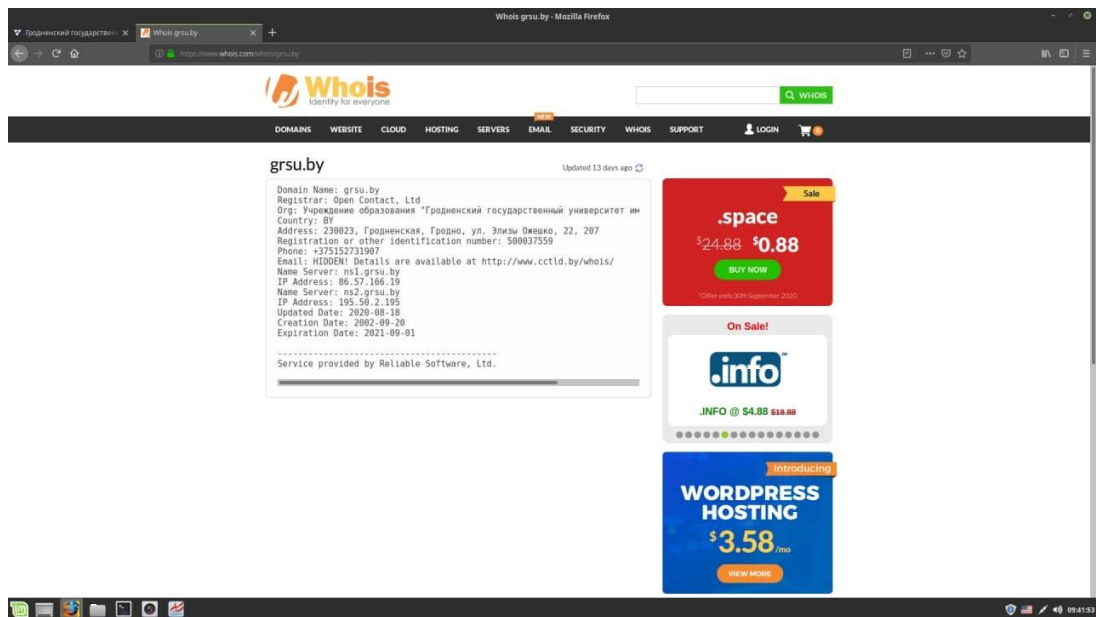 Whois grsu.by - Mozilla Firefox
Гродненский государствен
Whois grsu.by
https://www.whois.com/whois/grsu.by
Whois
Identity for everyone
WHOIS
NEW
DOMAINS WEBSITE CLOUD HOSTING SERVERS EMAIL SECURITY WHOIS SUPPORT LOGIN 0
grsu.by
Updated 13 days ago
Domain Name: grsu.by
Registrar: Open Contact, Ltd
Org: Учреждение образования "Гродненский государственный университет им
Country: BY
Address: 230023, Гродненская, Гродно, ул. Элизы Ожешко, 22, 207
Registration or other identification number: 500037559
Phone: +375152731907
Email: HIDDEN! Details are available at http://www.cctld.by/whois/
Name Server: ns1.grsu.by
IP Address: 86.57.166.19
Name Server: ns2.grsu.by
IP Address: 195.50.2.195
Updated Date: 2020-08-18
Creation Date: 2002-09-20
Expiration Date: 2021-09-01
--------------------------------------------
Service provided by Reliable Software, Ltd.
Sale
.space
$24.88 $0.88
BUY NOW
*Offer ends 30th September 2020
On Sale!
.info
.INFO @ $4.88 $18.88
Introducing
WORDPRESS
HOSTING
$3.58/mo
VIEW MORE
09:41:53